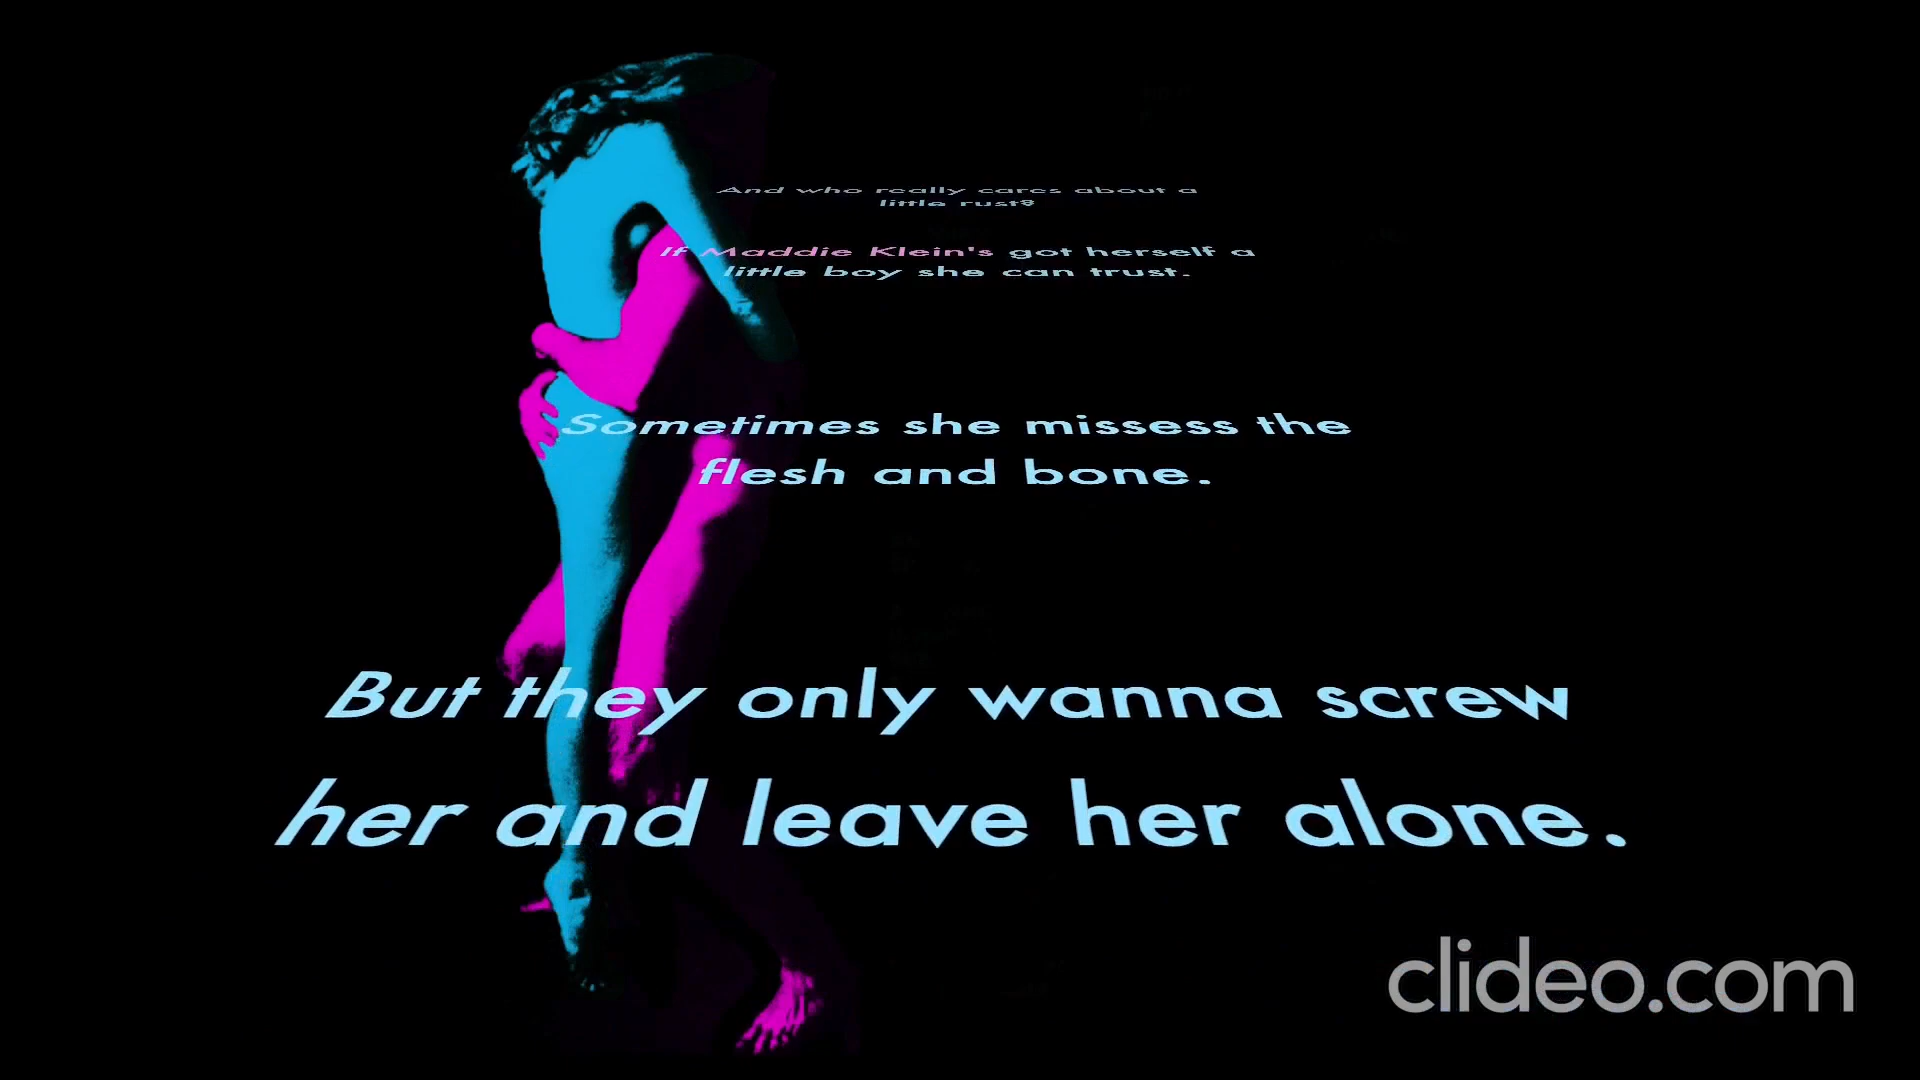 And who really cares about a
little rust?
If Maddie Klein's got herself a
little boy she can trust.
Sometimes she missess the
flesh and bone.
But they only wanna screw
her and leave her alone.
clideo.com